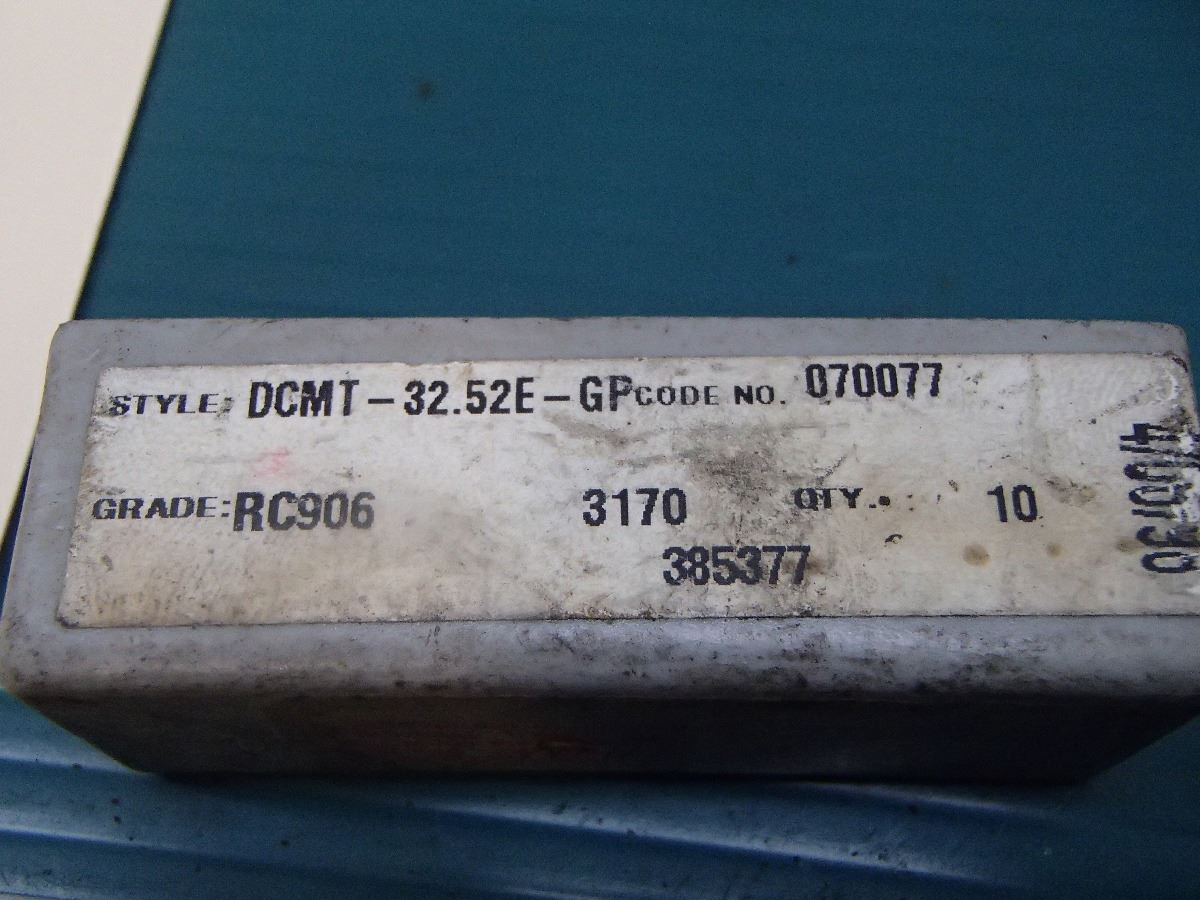 STYLE: DCMT-32.52E-GP CODE NO. 070077
GRADE: RC906 3170 QTY. 10
385377